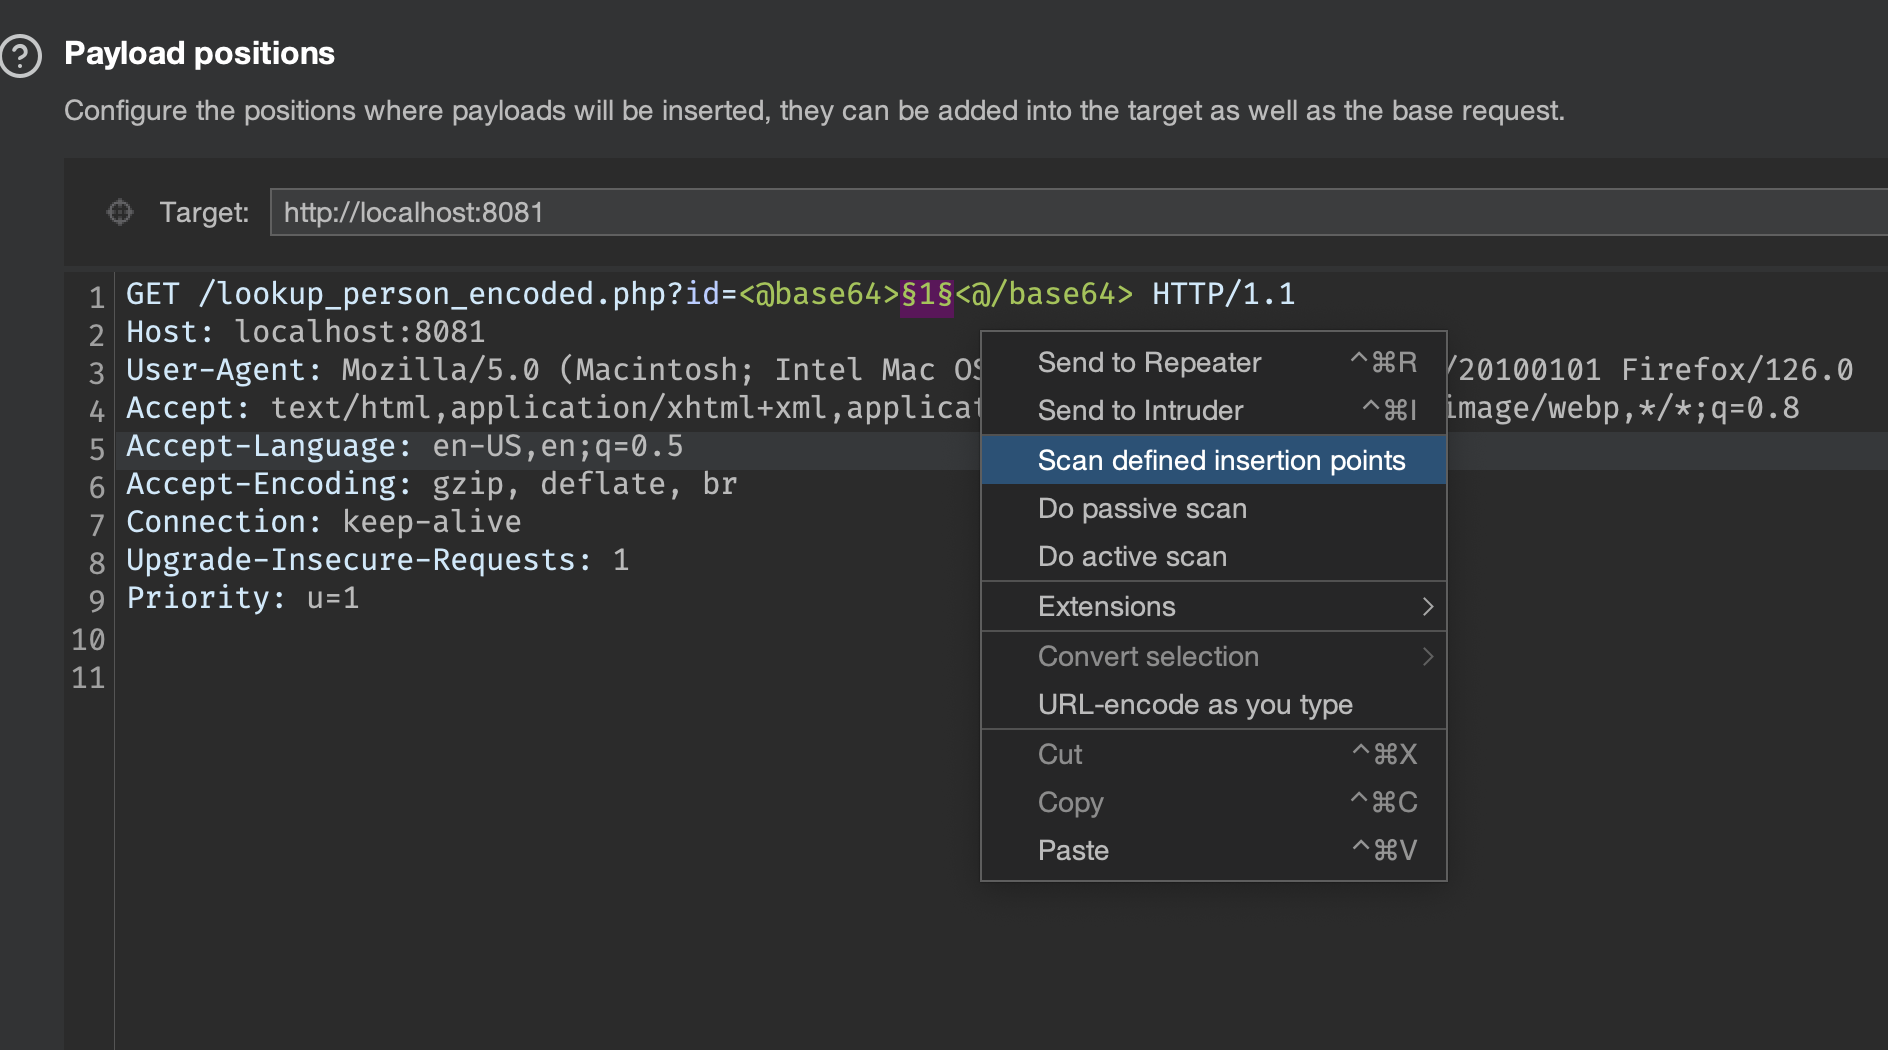 Payload positions
Configure the positions where payloads will be inserted, they can be added into the target as well as the base request.
Target: http://localhost:8081
1 GET /lookup_person_encoded.php?id=<@base64>§1§<@/base64> HTTP/1.1
2 Host: localhost:8081
3 User-Agent: Mozilla/5.0 (Macintosh; Intel Mac OS /20100101 Firefox/126.0
4 Accept: text/html,application/xhtml+xml,applicat image/webp,*/*;q=0.8
5 Accept-Language: en-US,en;q=0.5
6 Accept-Encoding: gzip, deflate, br
7 Connection: keep-alive
8 Upgrade-Insecure-Requests: 1
9 Priority: u=1
10
11
Send to Repeater ^⌘R
Send to Intruder ^⌘I
Scan defined insertion points
Do passive scan
Do active scan
Extensions
Convert selection
URL-encode as you type
Cut ^⌘X
Copy ^⌘C
Paste ^⌘V